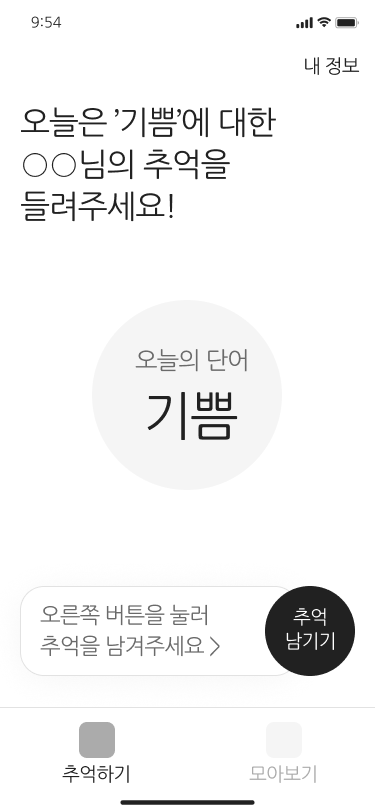 9:54
내 정보
오늘은 ’기쁨’에 대한
○○님의 추억을
들려주세요!
오늘의 단어
기쁨
오른쪽 버튼을 눌러
추억을 남겨주세요 >
추억
남기기
추억하기
모아보기